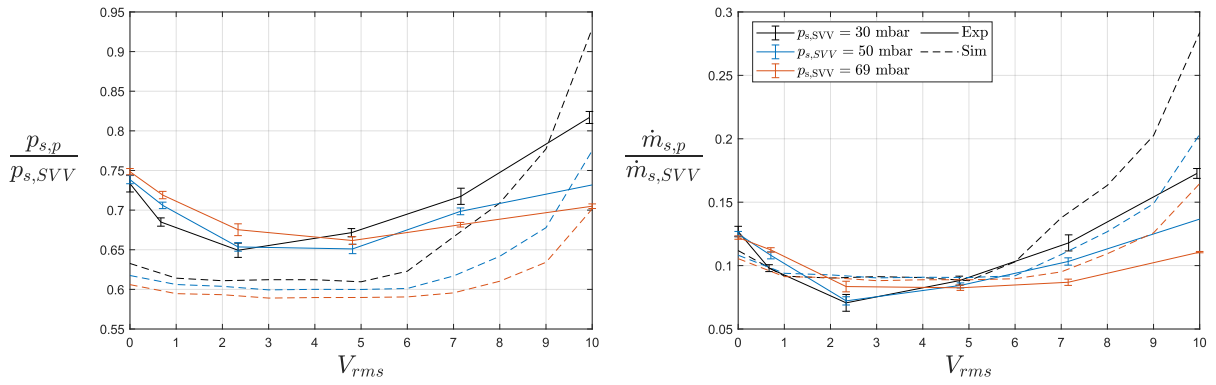 0.95
0.9
0.85
0.8
0.75
0.7
0.65
0.6
0.55
p_{s,p}
p_{s,SVV}
0 1 2 3 4 5 6 7 8 9 10
V_{rms}
0.3
0.25
0.2
0.15
0.1
0.05
ṁ_{s,p}
ṁ_{s,SVV}
p_{s,SVV} = 30 mbar Exp
p_{s,SVV} = 50 mbar Sim
p_{s,SVV} = 69 mbar
0 1 2 3 4 5 6 7 8 9 10
V_{rms}